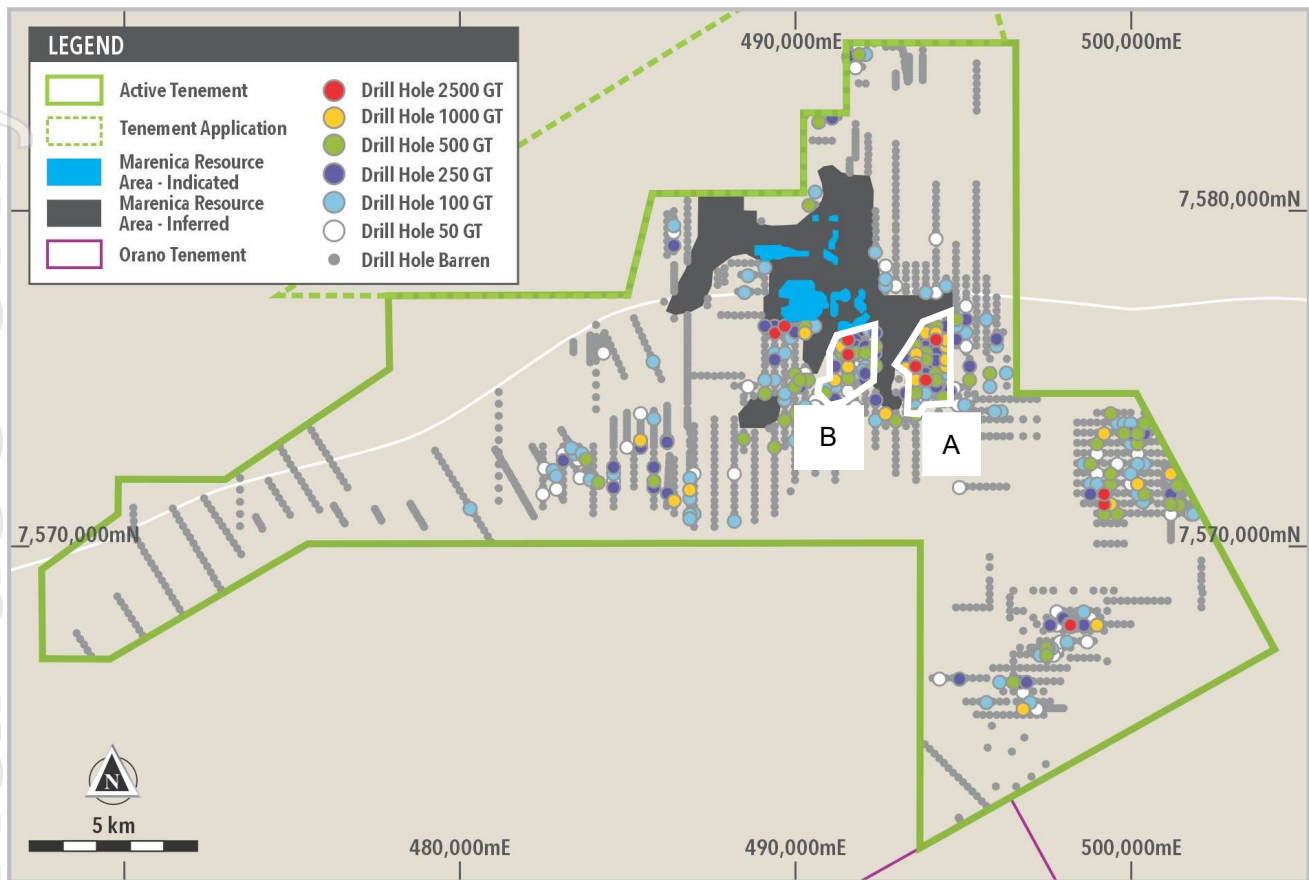 490,000mE
500,000mE
LEGEND
Active Tenement
Tenement Application
Marenica Resource
Area - Indicated
Marenica Resource
Area - Inferred
Orano Tenement
Drill Hole 2500 GT
Drill Hole 1000 GT
Drill Hole 500 GT
Drill Hole 250 GT
Drill Hole 100 GT
Drill Hole 50 GT
Drill Hole Barren
7,580,000mN
B
A
7,570,000mN
7,570,000mN
N
5 km
480,000mE
490,000mE
500,000mE